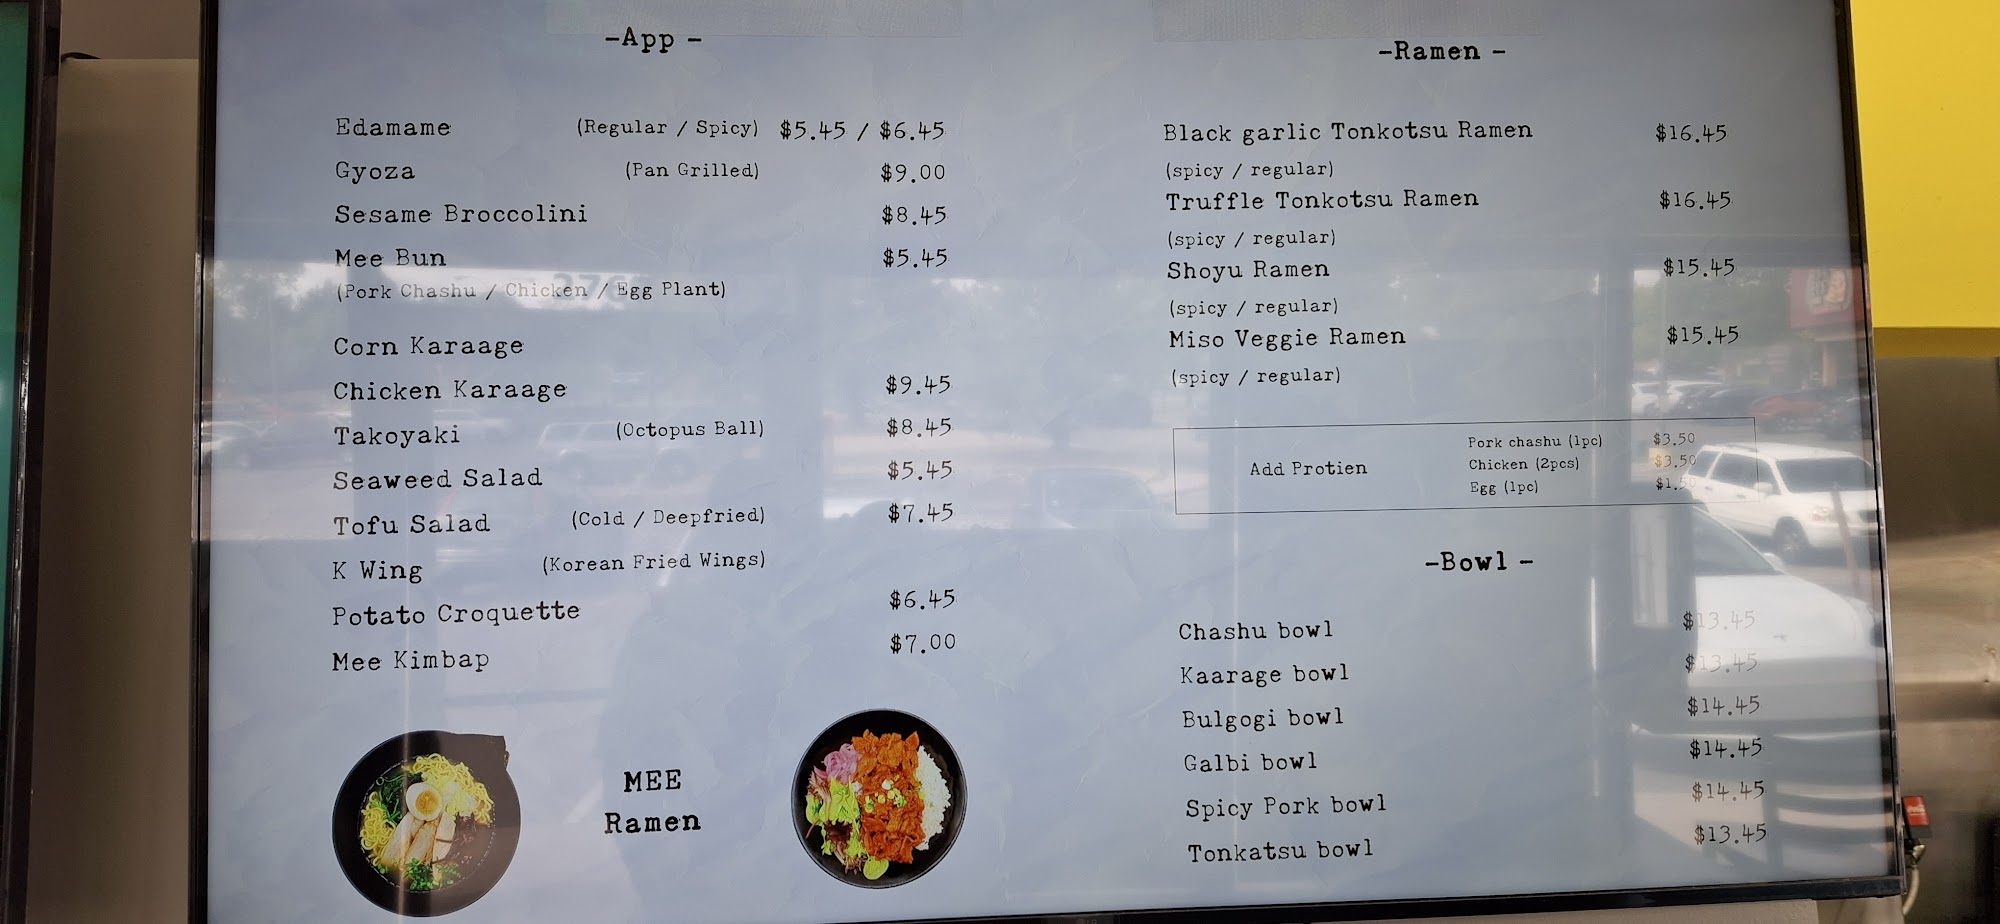 -App -
Edamame (Regular / Spicy) $5.45 / $6.45
Gyoza (Pan Grilled) $9.00
Sesame Broccolini $8.45
Mee Bun $5.45
(Pork Chashu / Chicken / Egg Plant)
Corn Karaage
Chicken Karaage $9.45
Takoyaki (Octopus Ball) $8.45
Seaweed Salad $5.45
Tofu Salad (Cold / Deepfried) $7.45
K Wing (Korean Fried Wings)
Potato Croquette $6.45
Mee Kimbap $7.00
MEE
Ramen
-Ramen -
Black garlic Tonkotsu Ramen $16.45
(spicy / regular)
Truffle Tonkotsu Ramen $16.45
(spicy / regular)
Shoyu Ramen $15.45
(spicy / regular)
Miso Veggie Ramen $15.45
(spicy / regular)
Add Protien
Pork chashu (1pc) $3.50
Chicken (2pcs) $3.50
Egg (1pc) $1.50
-Bowl -
Chashu bowl $13.45
Kaarage bowl $13.45
Bulgogi bowl $14.45
Galbi bowl $14.45
Spicy Pork bowl $14.45
Tonkatsu bowl $13.45